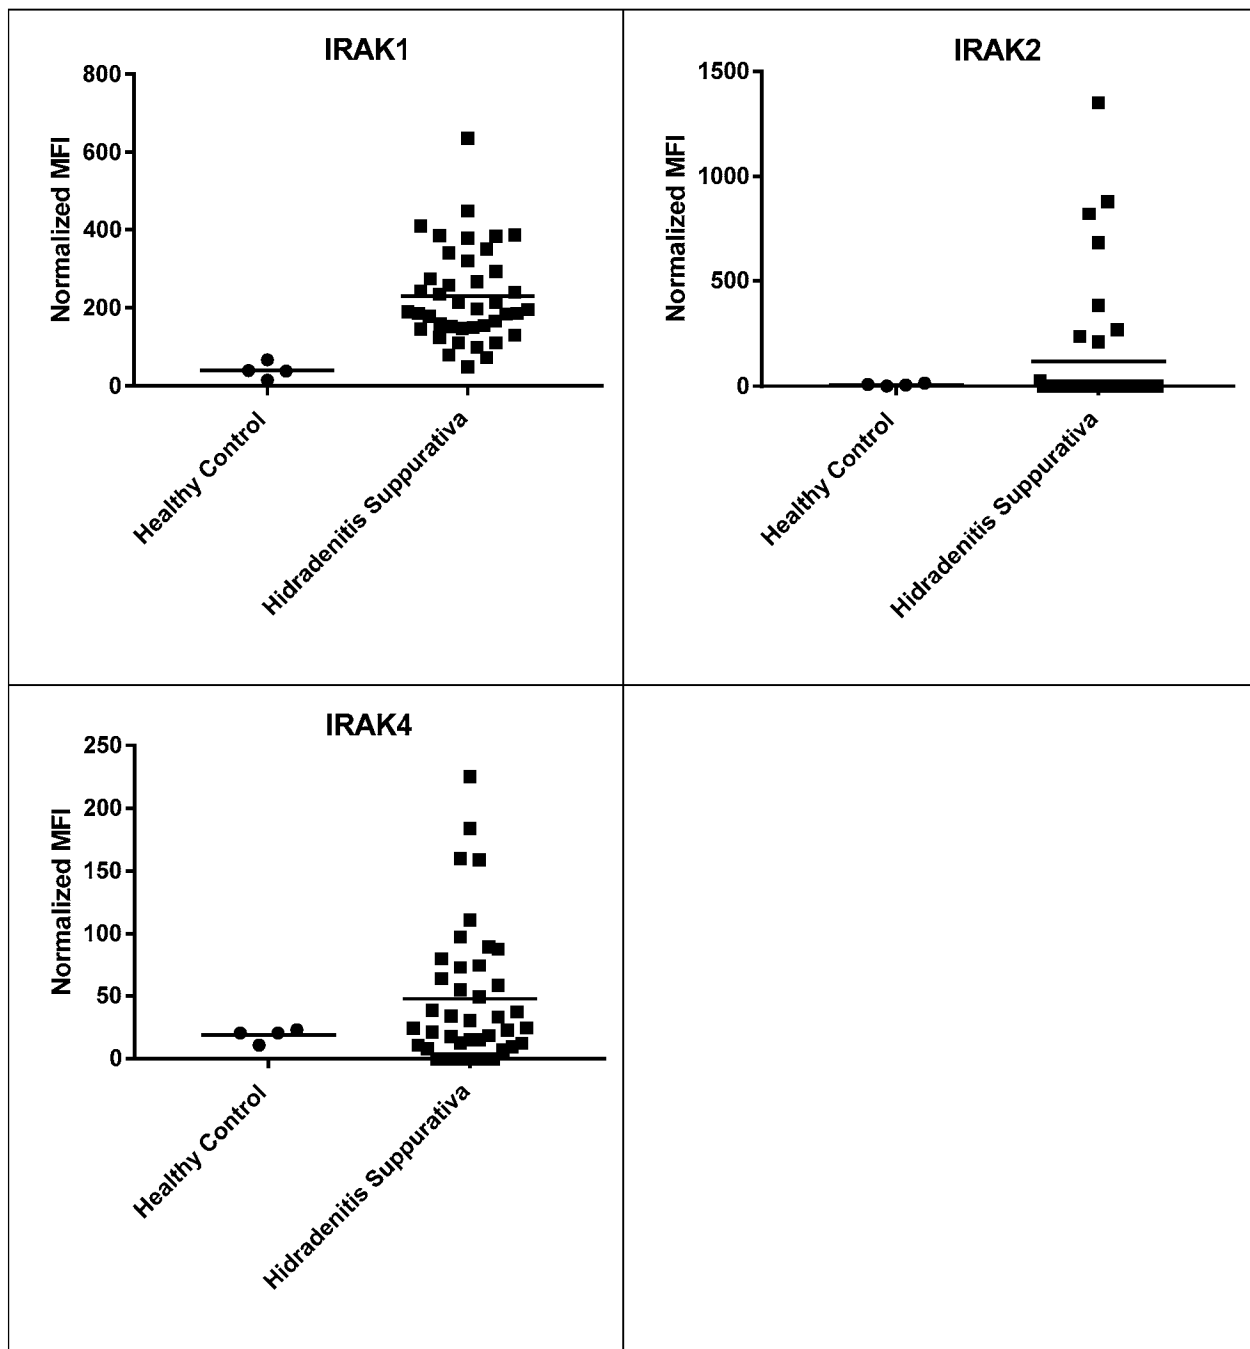 IRAK1
Normalized MFI
800
600
400
200
0
Healthy Control
Hidradenitis Suppurativa
IRAK2
Normalized MFI
1500
1000
500
0
Healthy Control
Hidradenitis Suppurativa
IRAK4
Normalized MFI
250
200
150
100
50
0
Healthy Control
Hidradenitis Suppurativa